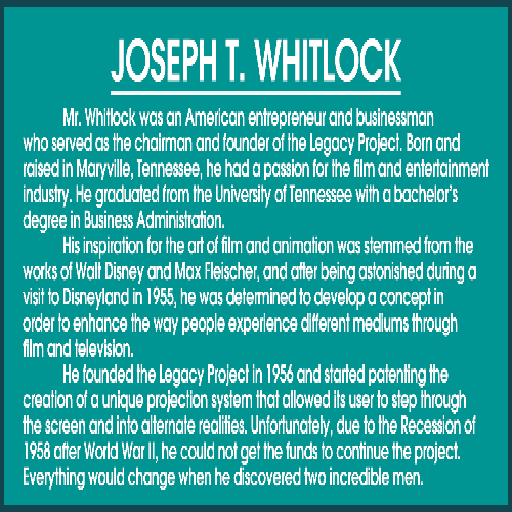 JOSEPH T. WHITLOCK
Mr. Whitlock was an American entrepreneur and businessman
who served as the chairman and founder of the Legacy Project. Born and
raised in Maryville, Tennessee, he had a passion for the film and entertainment
industry. He graduated from the University of Tennessee with a bachelor's
degree in Business Administration.
His inspiration for the art of film and animation was stemmed from the
works of Walt Disney and Max Fleischer, and after being astonished during a
visit to Disneyland in 1955, he was determined to develop a concept in
order to enhance the way people experience different mediums through
film and television.
He founded the Legacy Project in 1956 and started patenting the
creation of a unique projection system that allowed its user to step through
the screen and into alternate realities. Unfortunately, due to the Recession of
1958 after World War II, he could not get the funds to continue the project.
Everything would change when he discovered two incredible men.